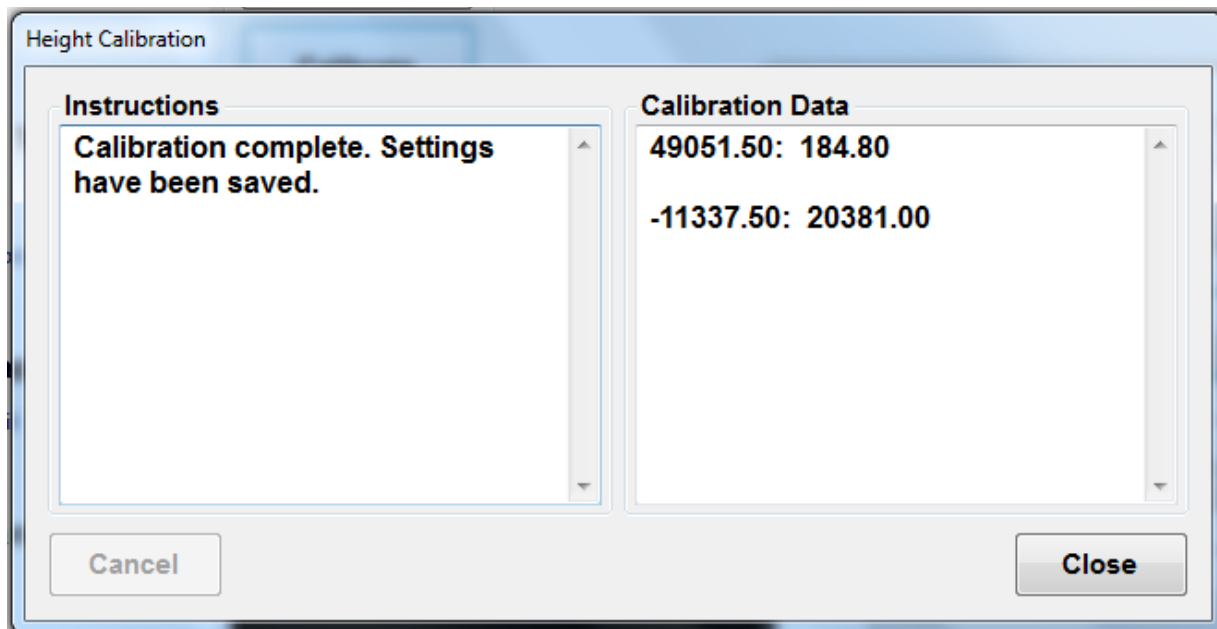 Height Calibration
Instructions
Calibration complete. Settings
have been saved.
Calibration Data
49051.50:  184.80
-11337.50:  20381.00
Cancel
Close